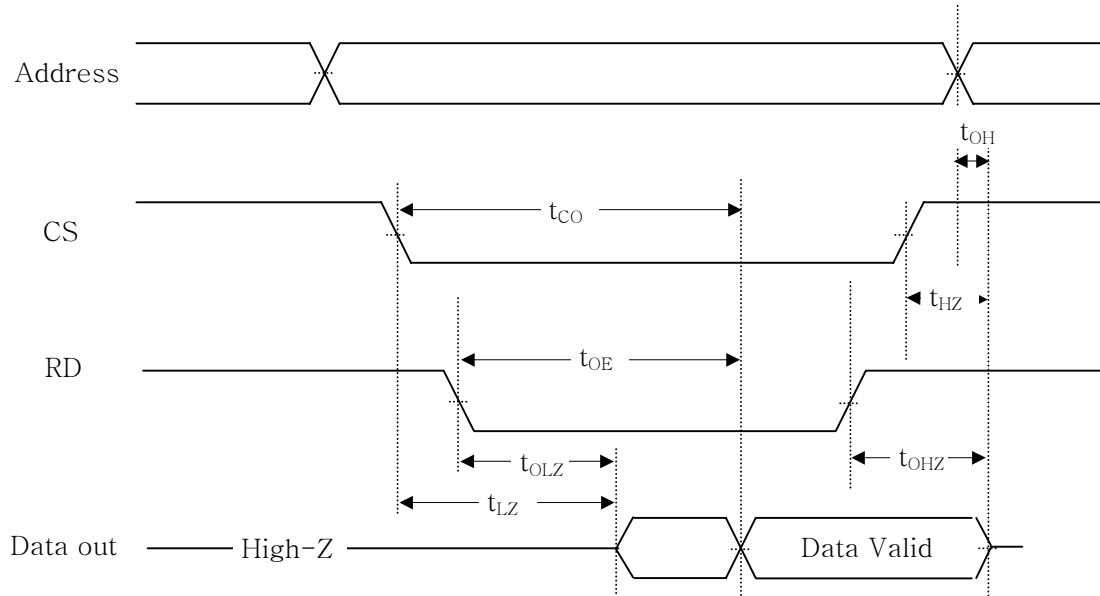 Address
tOH
tCO
CS
tHZ
tOE
RD
tOLZ
tOHZ
tLZ
Data out
High-Z
Data Valid